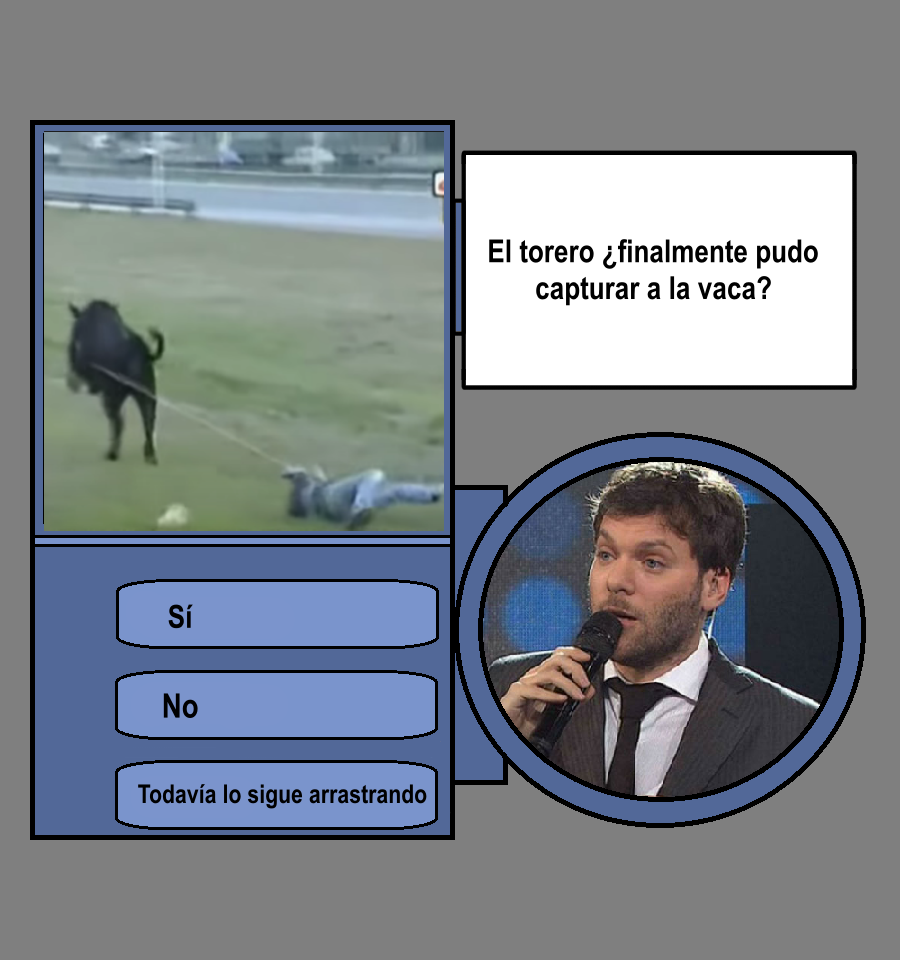 El torero ¿finalmente pudo
capturar a la vaca?
Sí
No
Todavía lo sigue arrastrando